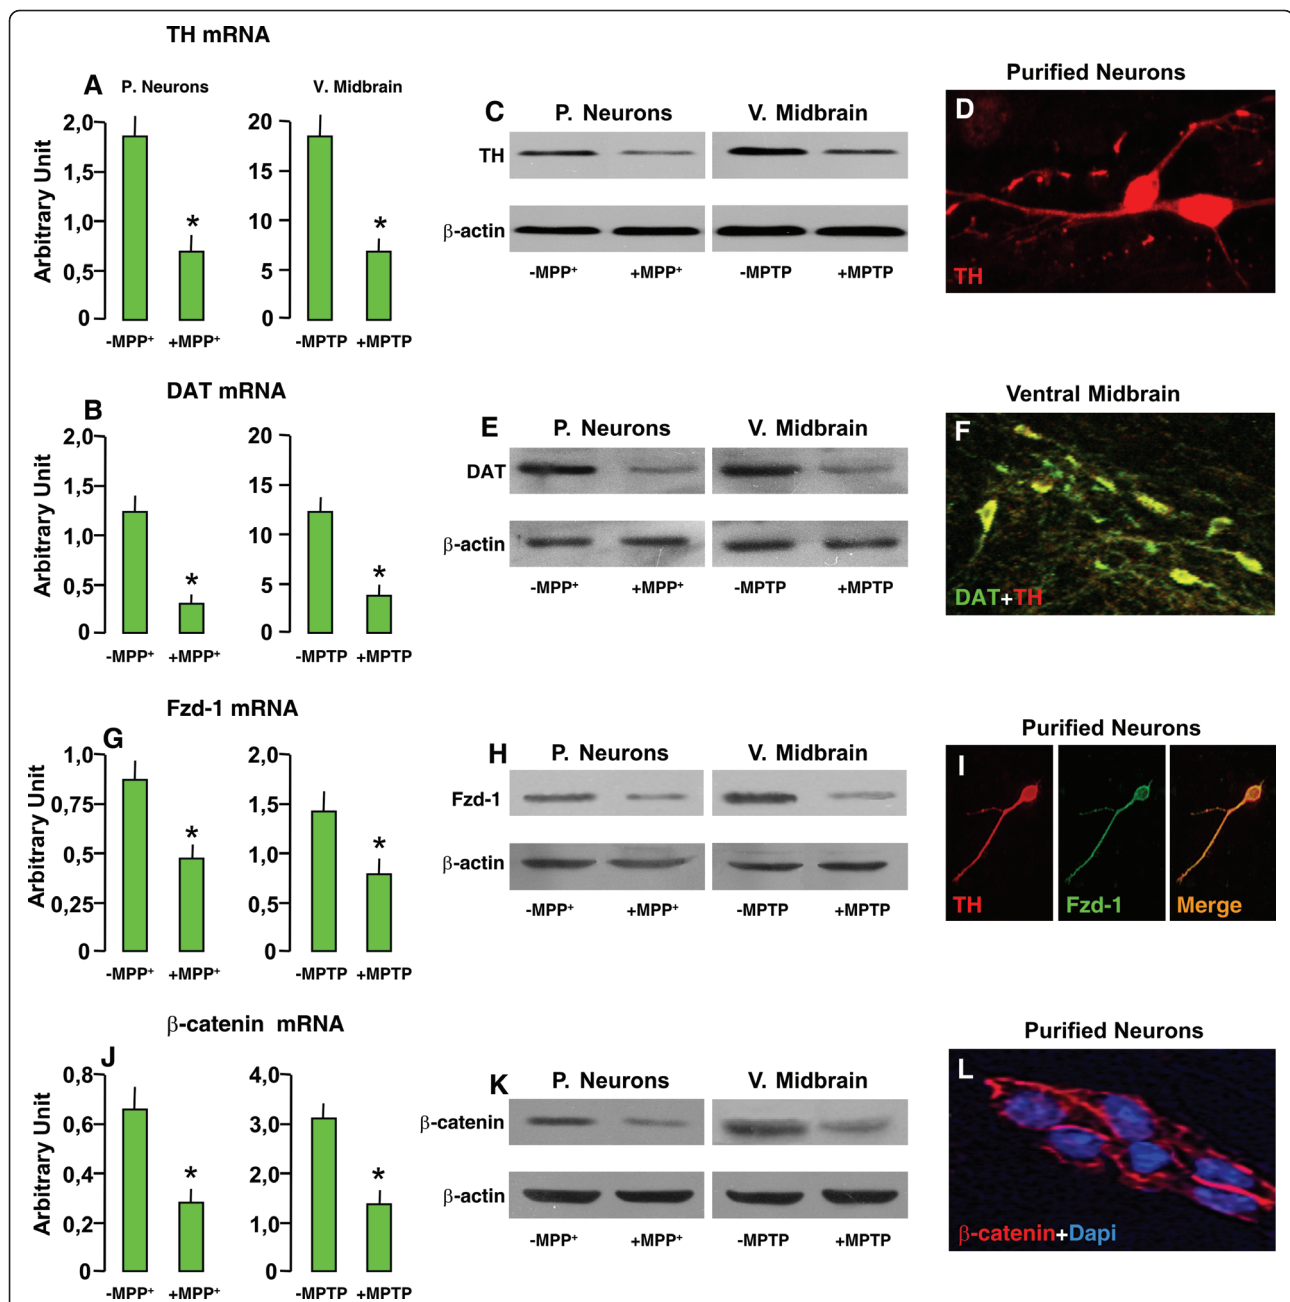 TH mRNA
A P. Neurons V. Midbrain
Arbitrary Unit
2,0
1,5
1,0
0,5
0
*
-MPP+ +MPP+
20
15
10
5
0
*
-MPTP +MPTP
C P. Neurons V. Midbrain
TH
β-actin
-MPP+ +MPP+ -MPTP +MPTP
Purified Neurons
D
TH
DAT mRNA
B
Arbitrary Unit
2,0
1,5
1,0
0,5
0
*
-MPP+ +MPP+
20
15
10
5
0
*
-MPTP +MPTP
E P. Neurons V. Midbrain
DAT
β-actin
-MPP+ +MPP+ -MPTP +MPTP
Ventral Midbrain
F
DAT+TH
Fzd-1 mRNA
G
Arbitrary Unit
1,0
0,75
0,5
0,25
0
*
-MPP+ +MPP+
2,0
1,5
1,0
0,5
0
*
-MPTP +MPTP
H P. Neurons V. Midbrain
Fzd-1
β-actin
-MPP+ +MPP+ -MPTP +MPTP
Purified Neurons
I
TH Fzd-1 Merge
β-catenin mRNA
J
Arbitrary Unit
0,8
0,6
0,4
0,2
0
*
-MPP+ +MPP+
4,0
3,0
2,0
1,0
0
*
-MPTP +MPTP
K P. Neurons V. Midbrain
β-catenin
β-actin
-MPP+ +MPP+ -MPTP +MPTP
Purified Neurons
L
β-catenin+Dapi